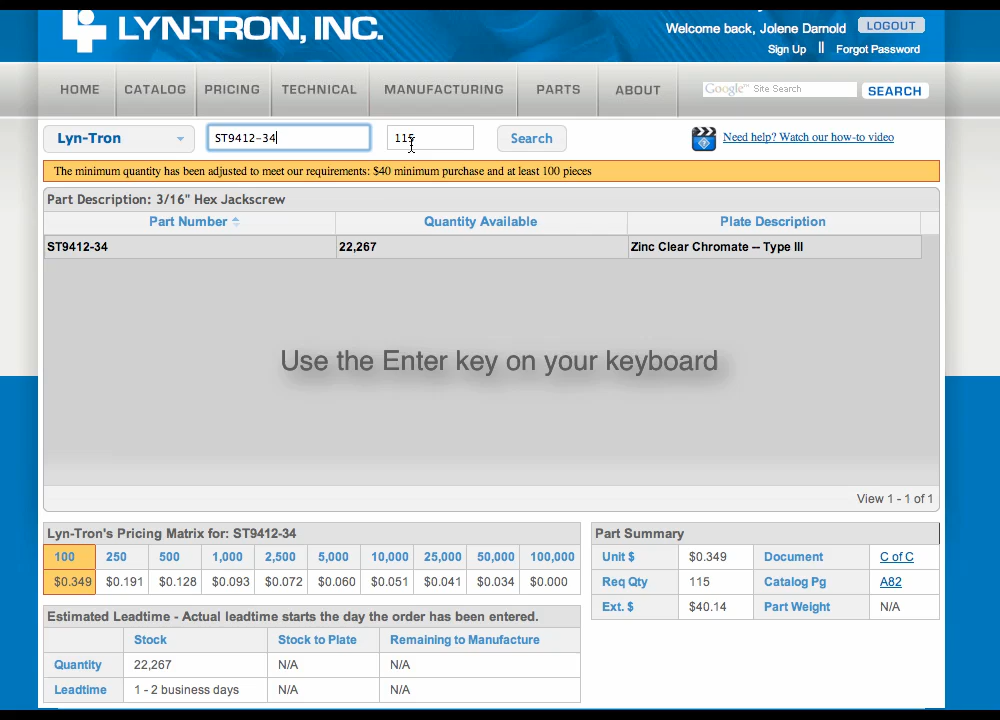 LYN-TRON, INC.
Welcome back, Jolene Darnold LOGOUT
Sign Up || Forgot Password
HOME CATALOG PRICING TECHNICAL MANUFACTURING PARTS ABOUT Google™ Site Search SEARCH
Lyn-Tron ST9412-34 115 Search Need help? Watch our how-to video
The minimum quantity has been adjusted to meet our requirements: $40 minimum purchase and at least 100 pieces
Part Description: 3/16" Hex Jackscrew
Part Number Quantity Available Plate Description
ST9412-34 22,267 Zinc Clear Chromate -- Type III
Use the Enter key on your keyboard
View 1 - 1 of 1
Lyn-Tron's Pricing Matrix for: ST9412-34
100 250 500 1,000 2,500 5,000 10,000 25,000 50,000 100,000
$0.349 $0.191 $0.128 $0.093 $0.072 $0.060 $0.051 $0.041 $0.034 $0.000
Part Summary
Unit $ $0.349 Document C of C
Req Qty 115 Catalog Pg A82
Ext. $ $40.14 Part Weight N/A
Estimated Leadtime - Actual leadtime starts the day the order has been entered.
Stock Stock to Plate Remaining to Manufacture
Quantity 22,267 N/A N/A
Leadtime 1 - 2 business days N/A N/A